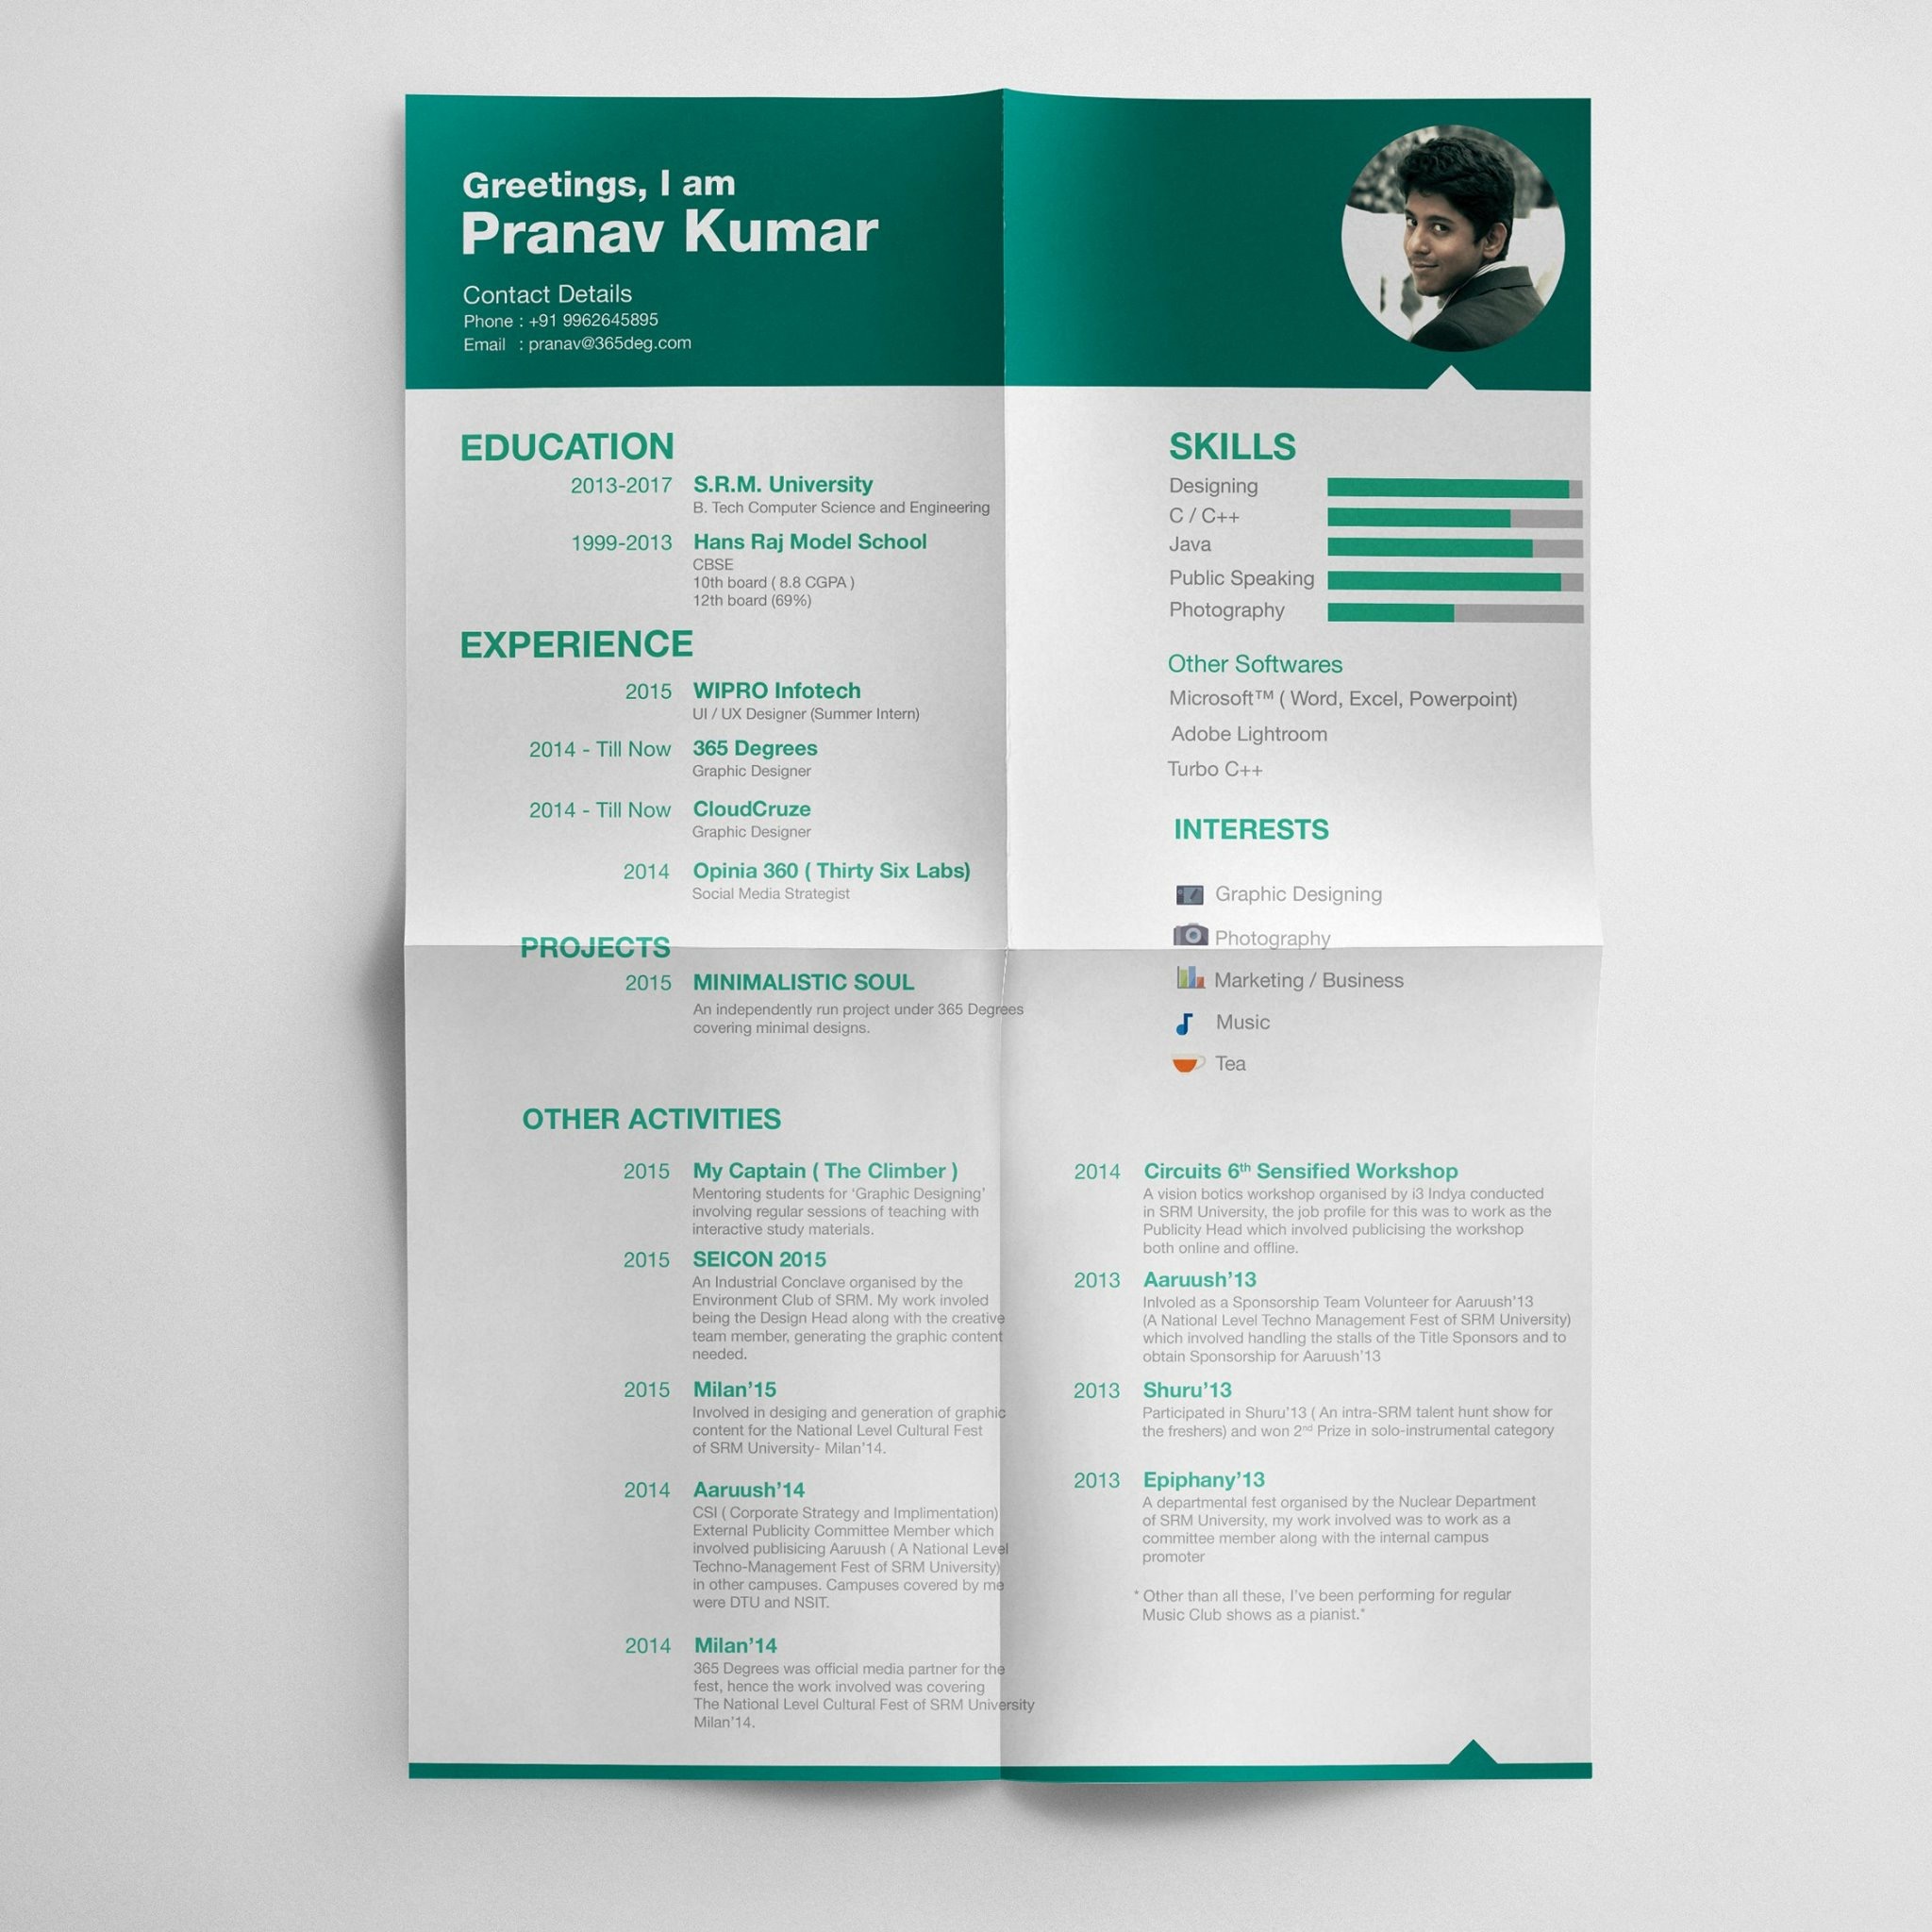 Greetings, I am
Pranav Kumar
Contact Details
Phone : +91 9962645895
Email : pranav@365deg.com
EDUCATION
2013-2017 S.R.M. University
B. Tech Computer Science and Engineering
1999-2013 Hans Raj Model School
CBSE
10th board ( 8.8 CGPA )
12th board (69%)
EXPERIENCE
2015 WIPRO Infotech
UI / UX Designer (Summer Intern)
2014 - Till Now 365 Degrees
Graphic Designer
2014 - Till Now CloudCruze
Graphic Designer
2014 Opinia 360 ( Thirty Six Labs)
Social Media Strategist
PROJECTS
2015 MINIMALISTIC SOUL
An independently run project under 365 Degrees
covering minimal designs.
SKILLS
Designing
C / C++
Java
Public Speaking
Photography
Other Softwares
Microsoft™ ( Word, Excel, Powerpoint)
Adobe Lightroom
Turbo C++
INTERESTS
Graphic Designing
Photography
Marketing / Business
Music
Tea
OTHER ACTIVITIES
2015 My Captain ( The Climber )
Mentoring students for ‘Graphic Designing’
involving regular sessions of teaching with
interactive study materials.
2015 SEICON 2015
An Industrial Conclave organised by the
Environment Club of SRM. My work involed
being the Design Head along with the creative
team member, generating the graphic content
needed.
2015 Milan’15
Involved in desiging and generation of graphic
content for the National Level Cultural Fest
of SRM University- Milan’14.
2014 Aaruush’14
CSI ( Corporate Strategy and Implimentation)
External Publicity Committee Member which
involved publisicing Aaruush ( A National Level
Techno-Management Fest of SRM University)
in other campuses. Campuses covered by me
were DTU and NSIT.
2014 Milan’14
365 Degrees was official media partner for the
fest, hence the work involved was covering
The National Level Cultural Fest of SRM University
Milan’14.
2014 Circuits 6th Sensified Workshop
A vision botics workshop organised by i3 Indya conducted
in SRM University, the job profile for this was to work as the
Publicity Head which involved publicising the workshop
both online and offline.
2013 Aaruush’13
Inlvoled as a Sponsorship Team Volunteer for Aaruush’13
(A National Level Techno Management Fest of SRM University)
which involved handling the stalls of the Title Sponsors and to
obtain Sponsorship for Aaruush’13
2013 Shuru’13
Participated in Shuru’13 ( An intra-SRM talent hunt show for
the freshers) and won 2nd Prize in solo-instrumental category
2013 Epiphany’13
A departmental fest organised by the Nuclear Department
of SRM University, my work involved was to work as a
committee member along with the internal campus
promoter
* Other than all these, I’ve been performing for regular
Music Club shows as a pianist.*